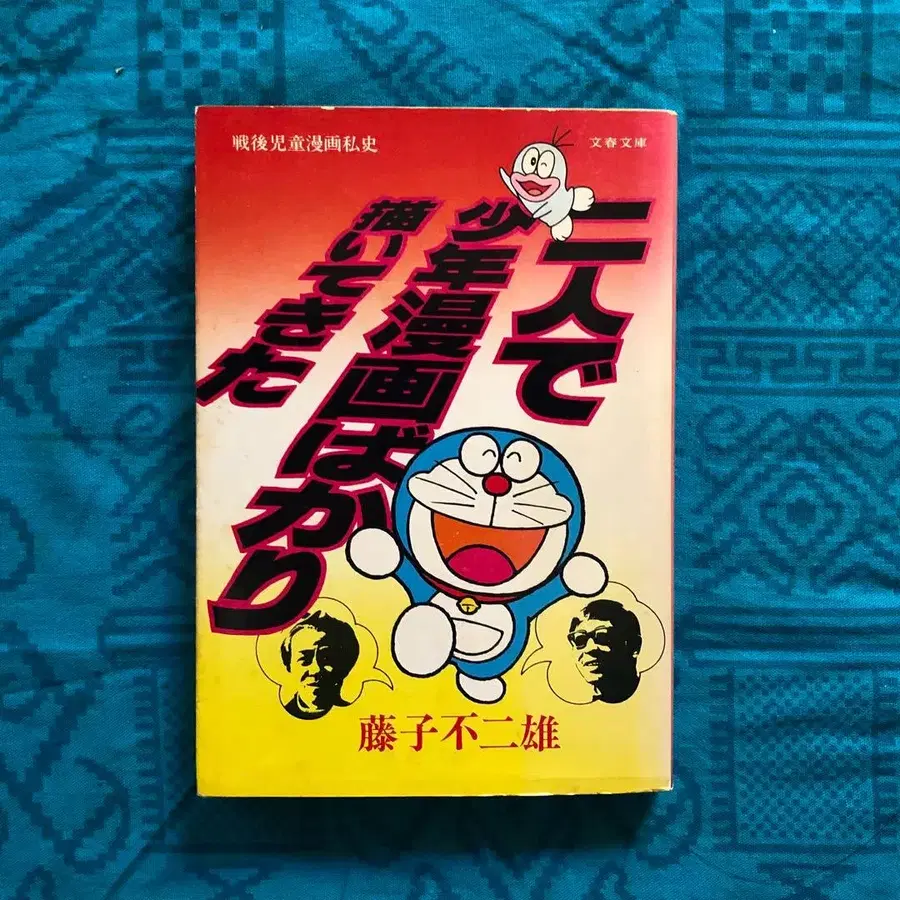 戦後児童漫画私史
文春文庫
二人で
少年漫画ばかり
描いてきた
藤子不二雄